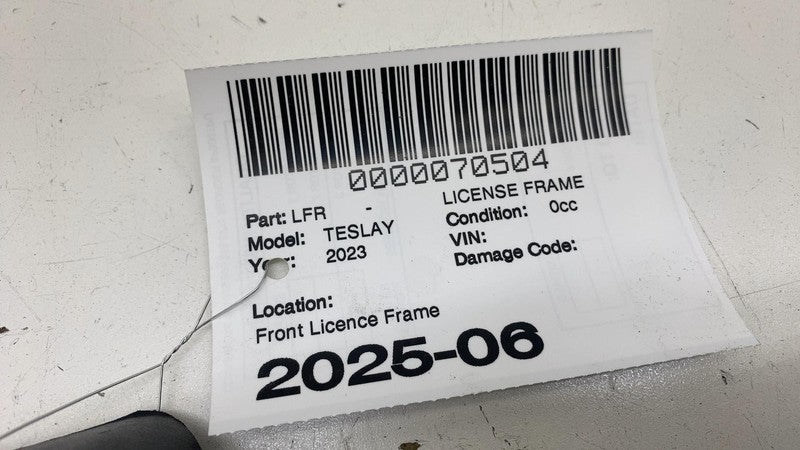 0000070504
Part: LFR - LICENSE FRAME
Model: TESLAY Condition: 0cc
Year: 2023 VIN:
Damage Code:
Location:
Front Licence Frame
2025-06